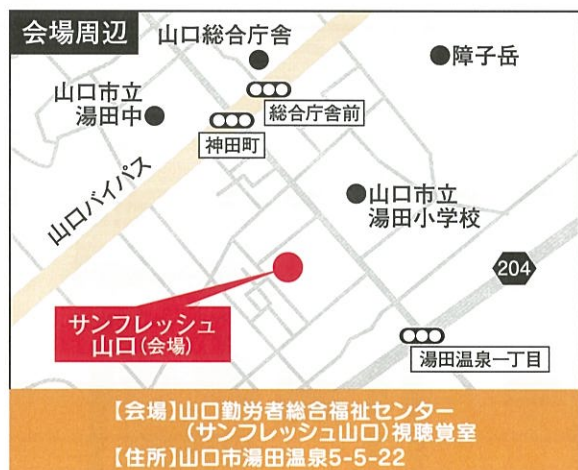 会場周辺
山口総合庁舎
障子岳
山口市立
湯田中
総合庁舎前
神田町
山口バイパス
山口市立
湯田小学校
204
サンフレッシュ
山口(会場)
湯田温泉一丁目
【会場】山口勤労者総合福祉センター
(サンフレッシュ山口)視聴覚室
【住所】山口市湯田温泉5-5-22